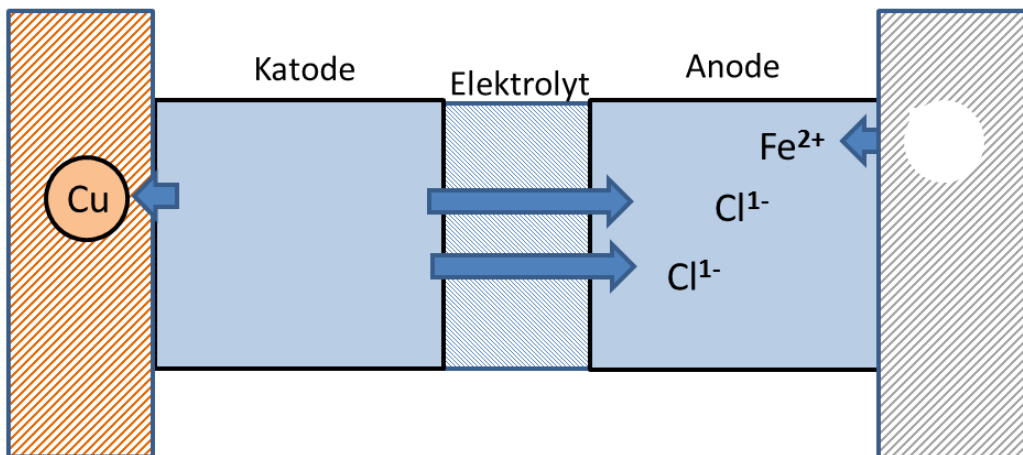 Katode
Elektrolyt
Anode
Fe²⁺
Cu
Cl¹⁻
Cl¹⁻